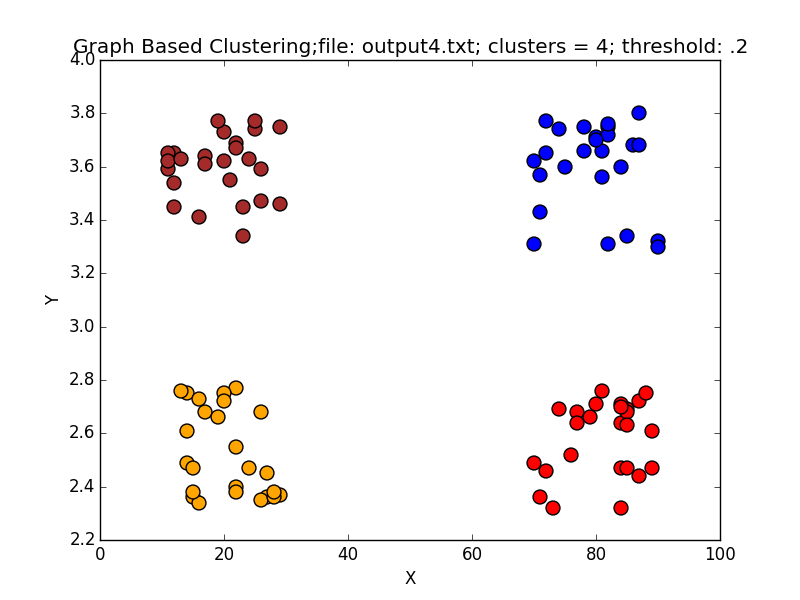 Graph Based Clustering;file: output4.txt; clusters = 4; threshold: .2
4.0
3.8
3.6
3.4
3.2
3.0
2.8
2.6
2.4
2.2
Y
0 20 40 60 80 100
X